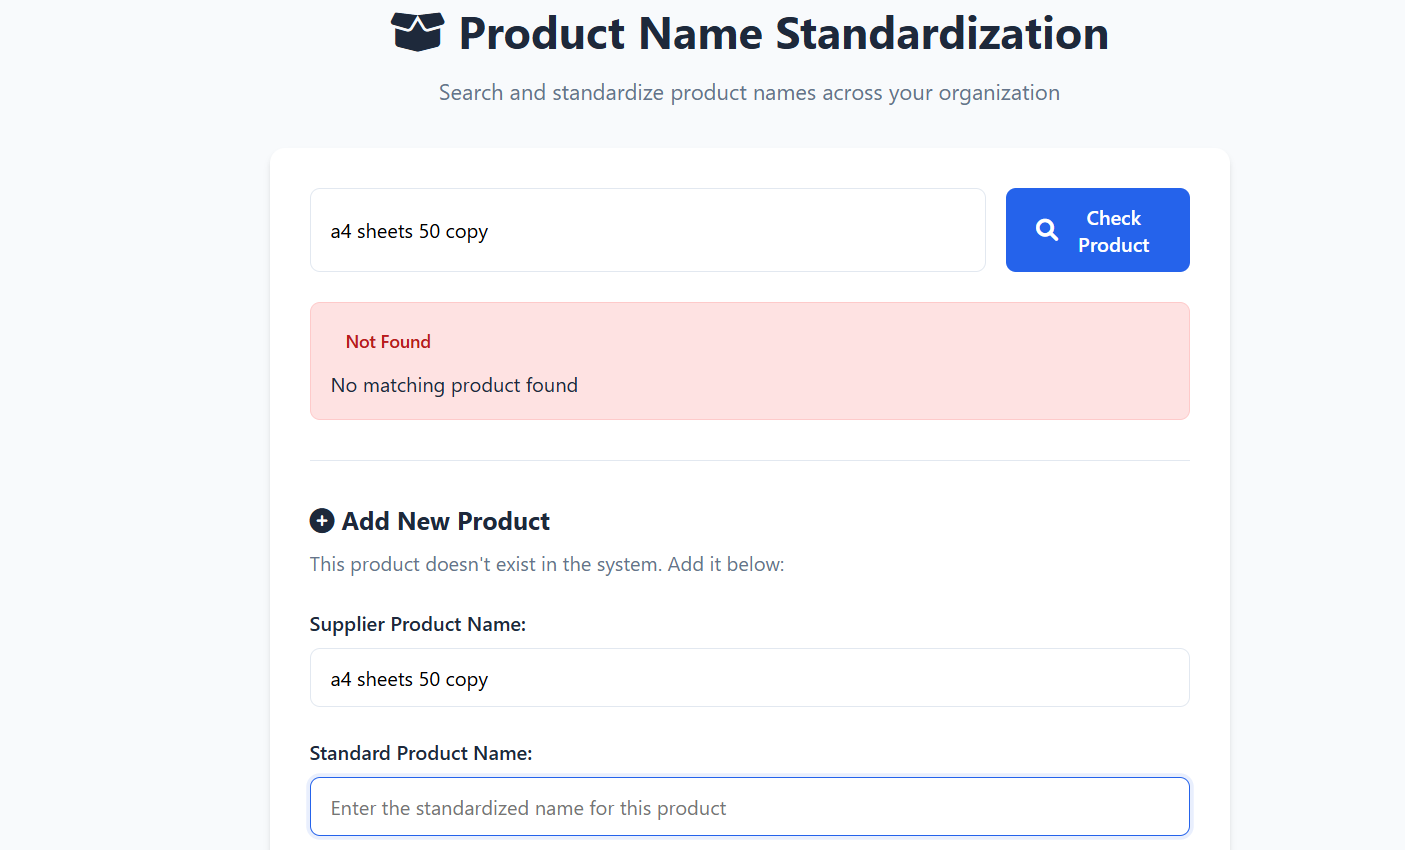 Product Name Standardization
Search and standardize product names across your organization
a4 sheets 50 copy
Check
Product
Not Found
No matching product found
Add New Product
This product doesn't exist in the system. Add it below:
Supplier Product Name:
a4 sheets 50 copy
Standard Product Name:
Enter the standardized name for this product